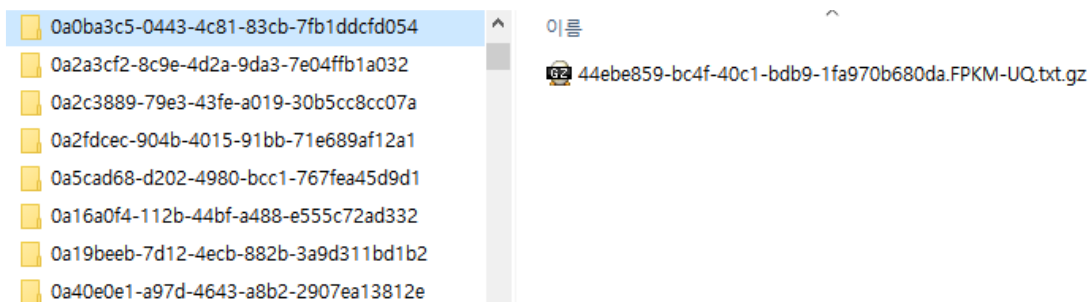 0a0ba3c5-0443-4c81-83cb-7fb1ddcfd054
0a2a3cf2-8c9e-4d2a-9da3-7e04ffb1a032
0a2c3889-79e3-43fe-a019-30b5cc8cc07a
0a2fdcec-904b-4015-91bb-71e689af12a1
0a5cad68-d202-4980-bcc1-767fea45d9d1
0a16a0f4-112b-44bf-a488-e555c72ad332
0a19beeb-7d12-4ecb-882b-3a9d311bd1b2
0a40e0e1-a97d-4643-a8b2-2907ea13812e
이름
GZ 44ebe859-bc4f-40c1-bdb9-1fa970b680da.FPKM-UQ.txt.gz